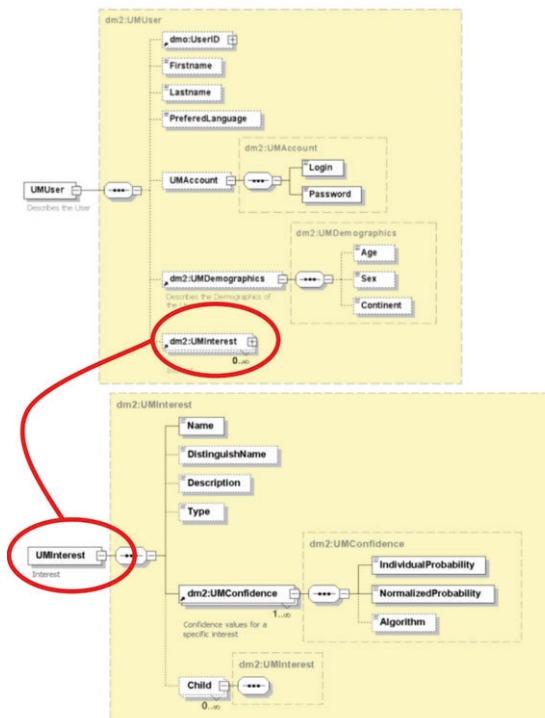 dm2:UMUser
dmo:UserID
Firstname
Lastname
PreferedLanguage
dm2:UMAccount
Login
UMAccount
Password
UMUser
Describes the User
dm2:UMDemographics
Age
dm2:UMDemographics
Sex
Describes the Demographics of
the
Continent
dm2:UMInterest
0..∞
dm2:UMInterest
Name
DistinguishName
Description
Type
UMInterest
Interest
dm2:UMConfidence
IndividualProbability
dm2:UMConfidence
NormalizedProbability
1..∞
Algorithm
Confidence values for a
specific interest
dm2:UMInterest
Child
0..∞